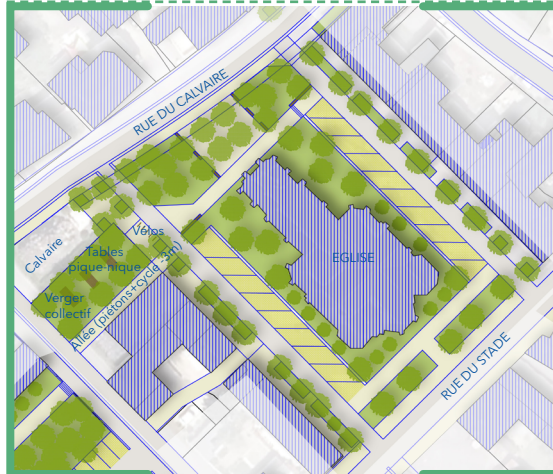 RUE DU CALVAIRE
Calvaire
Vélos
Tables
pique-nique
Verger
collectif
Allée (piétons+cycle -3m)
EGLISE
RUE DU STADE